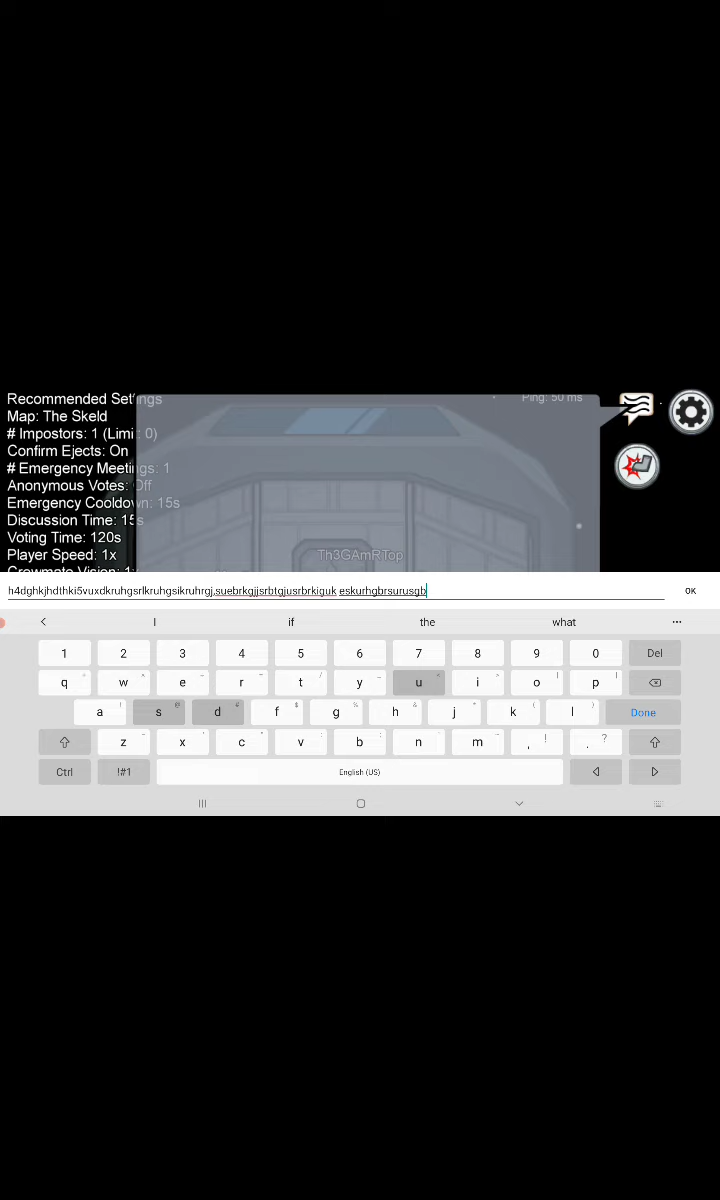 Recommended Settings
Ping: 50 ms
Map: The Skeld
# Impostors: 1 (Limit: 0)
Confirm Ejects: On
# Emergency Meetings: 1
Anonymous Votes: Off
Emergency Cooldown: 15s
Discussion Time: 15s
Voting Time: 120s
Player Speed: 1x
Crewmate Vision: 1x
Th3GAmRTop
h4dghkjhdthki5vuxdkruhgsrlkruhgsikruhrgj,suebrkgjjsrbtgjusrbrkiguk eskurhgbrsurusgb OK
< I if the what ...
1 2 3 4 5 6 7 8 9 0 Del
q w e r t y u i o p
a s d f g h j k l Done
z x c v b n m , ! . ?
Ctrl !#1 English (US)